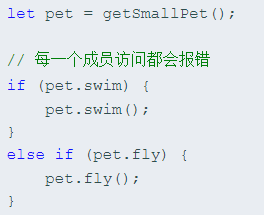 let pet = getSmallPet();
// 每一个成员访问都会报错
if (pet.swim) {
    pet.swim();
}
else if (pet.fly) {
    pet.fly();
}